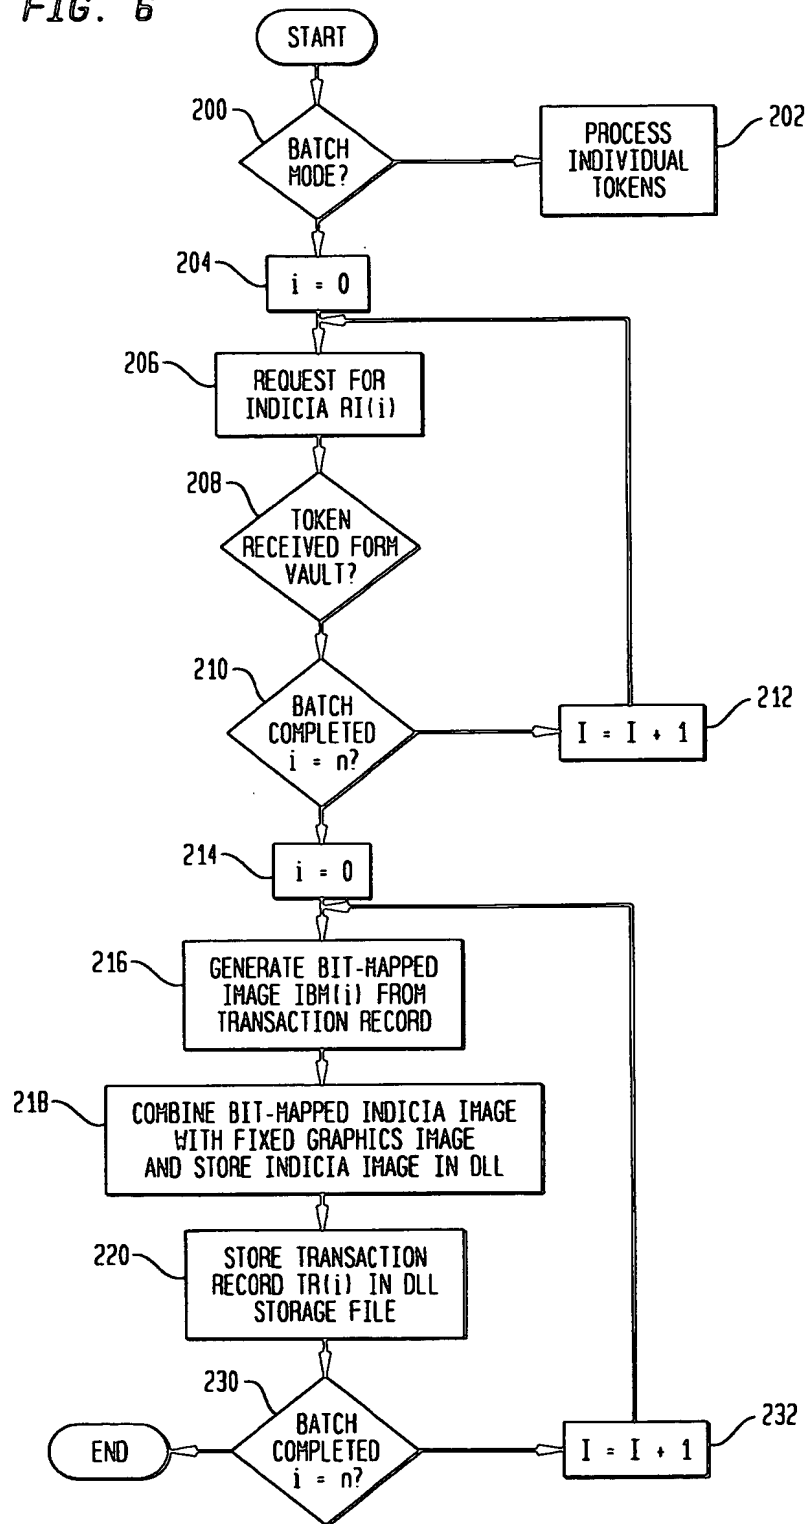 FIG. 6
START
200
BATCH
MODE?
202
PROCESS
INDIVIDUAL
TOKENS
204
i = 0
206
REQUEST FOR
INDICIA RI(i)
208
TOKEN
RECEIVED FORM
VAULT?
210
BATCH
COMPLETED
i = n?
212
I = I + 1
214
i = 0
216
GENERATE BIT-MAPPED
IMAGE IBM(i) FROM
TRANSACTION RECORD
218
COMBINE BIT-MAPPED INDICIA IMAGE
WITH FIXED GRAPHICS IMAGE
AND STORE INDICIA IMAGE IN DLL
220
STORE TRANSACTION
RECORD TR(i) IN DLL
STORAGE FILE
230
BATCH
COMPLETED
i = n?
END
232
I = I + 1